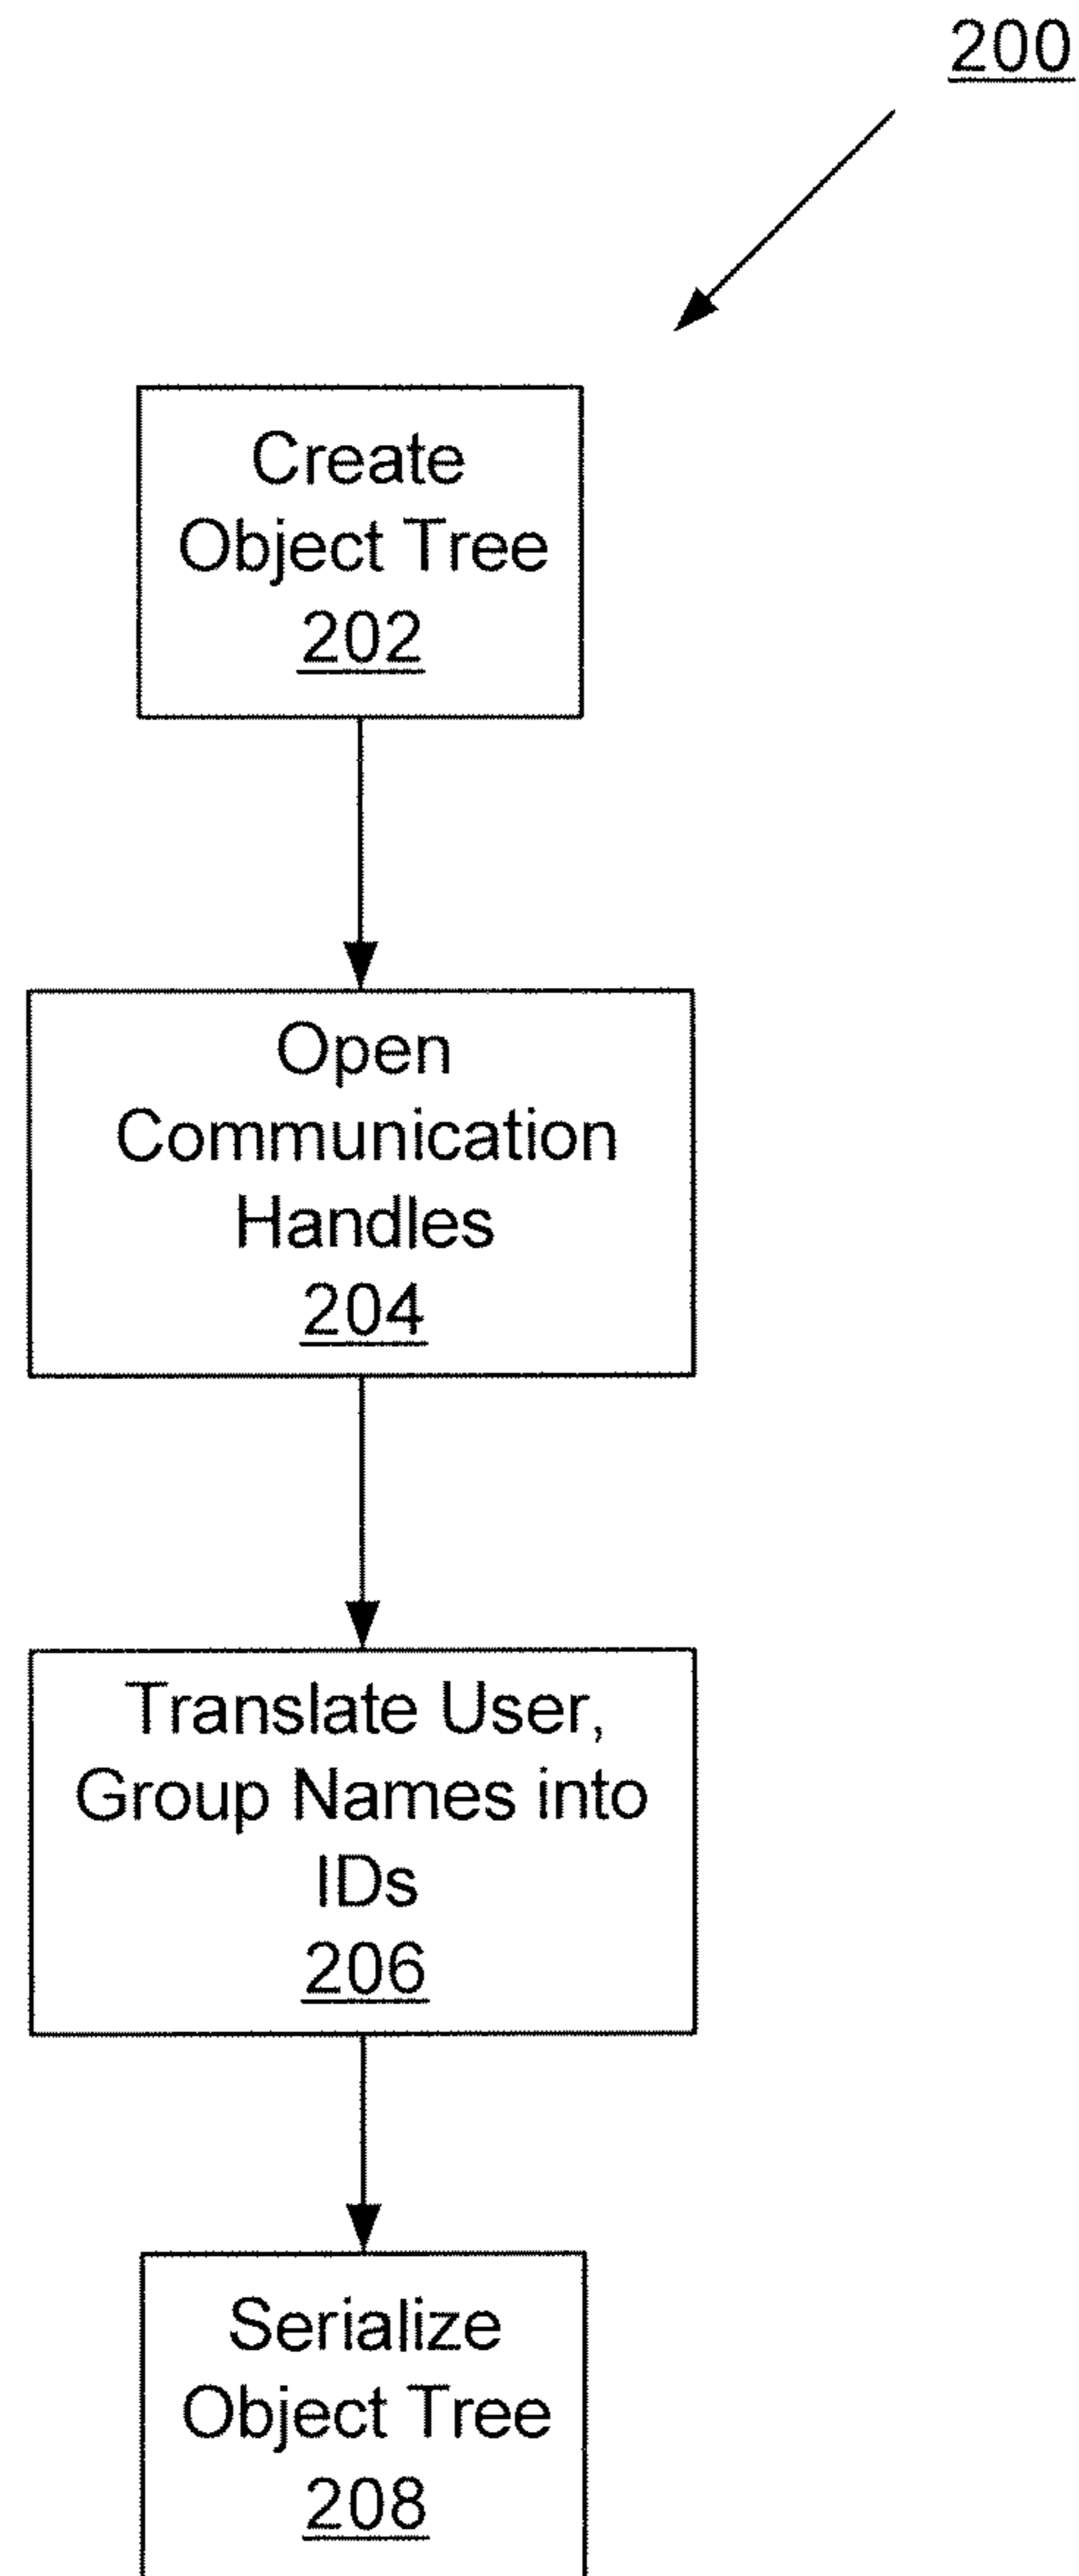 200
Create
Object Tree
202
Open
Communication
Handles
204
Translate User,
Group Names into
IDs
206
Serialize
Object Tree
208